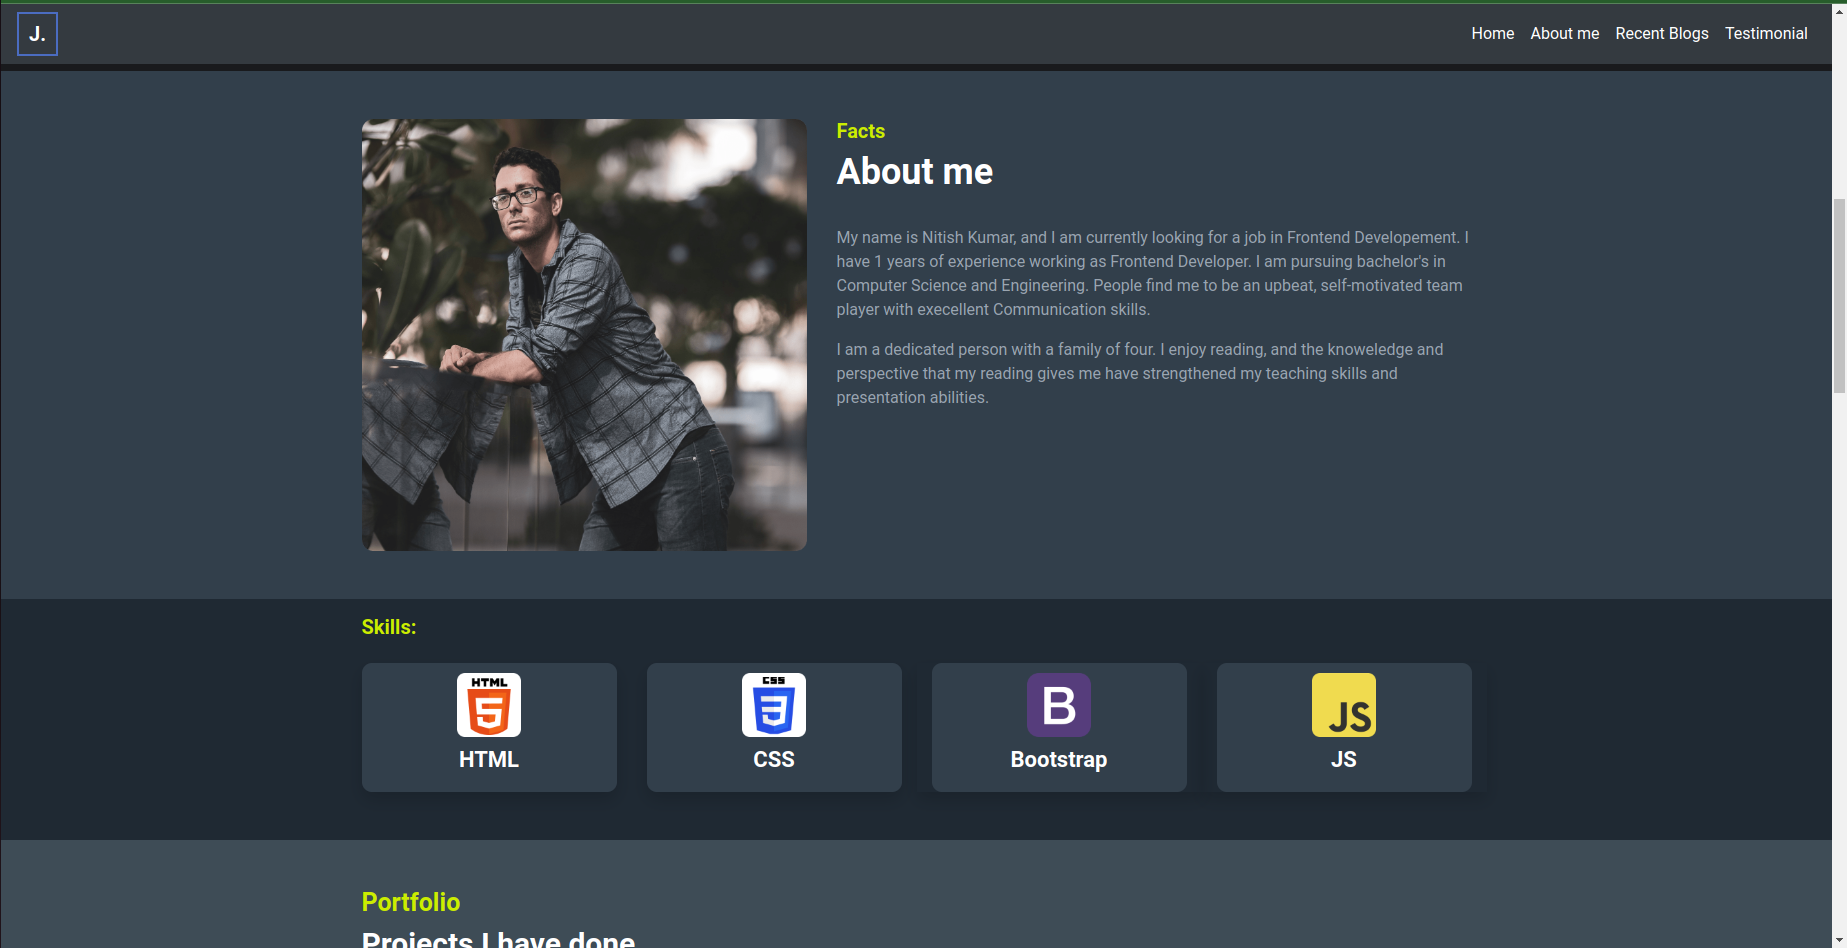 J.
Home About me Recent Blogs Testimonial
Facts
About me
My name is Nitish Kumar, and I am currently looking for a job in Frontend Developement. I
have 1 years of experience working as Frontend Developer. I am pursuing bachelor's in
Computer Science and Engineering. People find me to be an upbeat, self-motivated team
player with execellent Communication skills.
I am a dedicated person with a family of four. I enjoy reading, and the knoweledge and
perspective that my reading gives me have strengthened my teaching skills and
presentation abilities.
Skills:
HTML
5
HTML
CSS
3
CSS
B
Bootstrap
JS
JS
Portfolio
Projects I have done